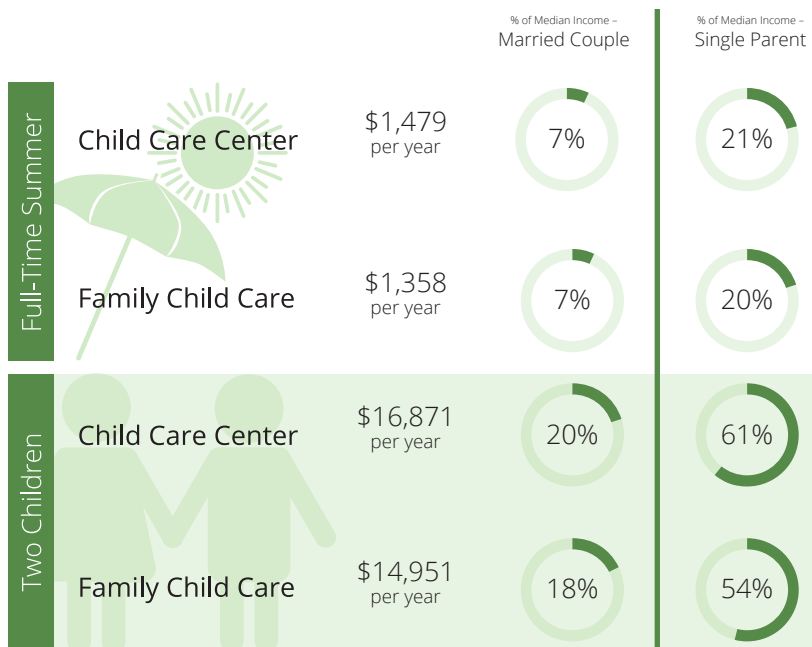 % of Median Income –
Married Couple
% of Median Income –
Single Parent
Full-Time Summer
Child Care Center
$1,479
per year
7%
21%
Family Child Care
$1,358
per year
7%
20%
Two Children
Child Care Center
$16,871
per year
20%
61%
Family Child Care
$14,951
per year
18%
54%